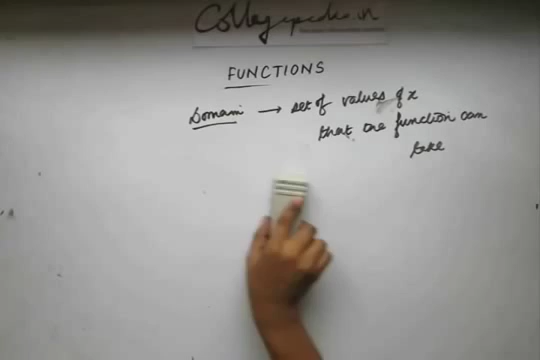 Collegepedia.in
FUNCTIONS
Domain → set of values of x
that the function can
take